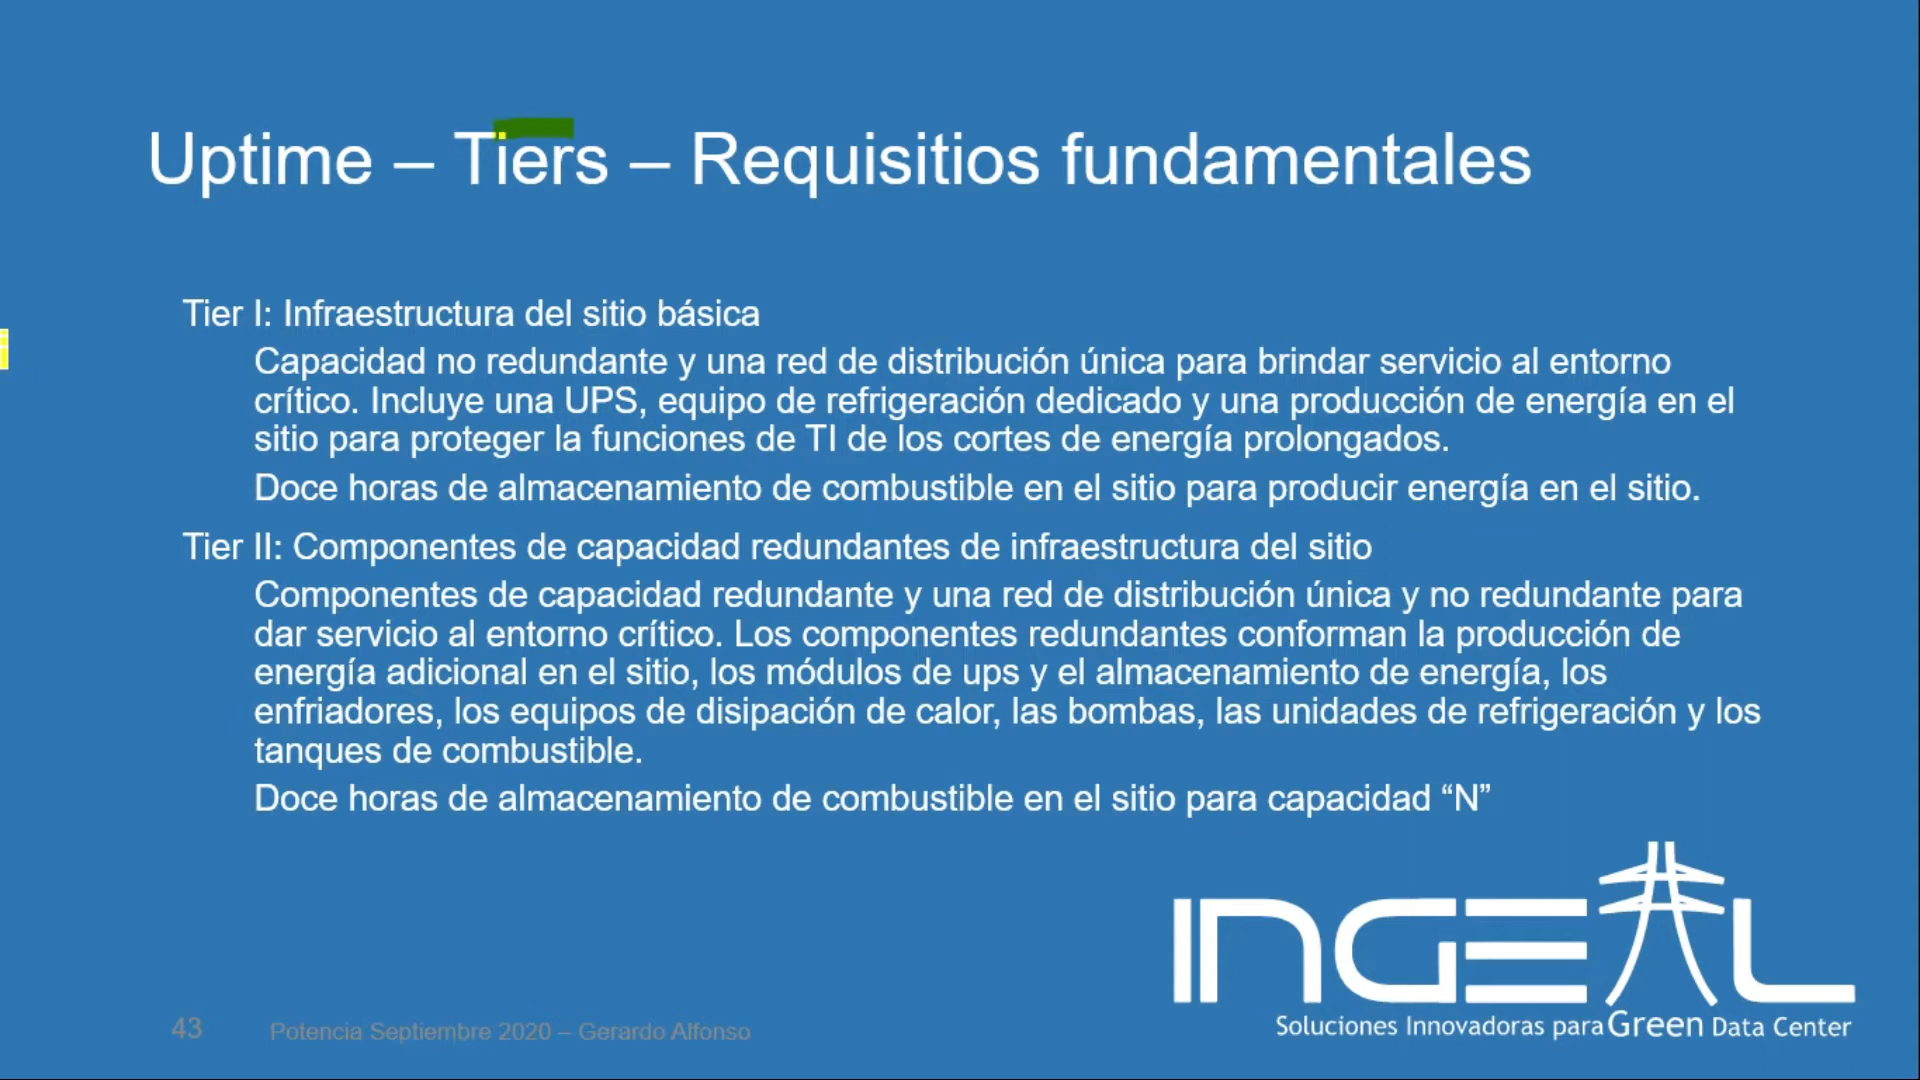 Uptime – Tiers – Requisitios fundamentales
Tier I: Infraestructura del sitio básica
Capacidad no redundante y una red de distribución única para brindar servicio al entorno
crítico. Incluye una UPS, equipo de refrigeración dedicado y una producción de energía en el
sitio para proteger la funciones de TI de los cortes de energía prolongados.
Doce horas de almacenamiento de combustible en el sitio para producir energía en el sitio.
Tier II: Componentes de capacidad redundantes de infraestructura del sitio
Componentes de capacidad redundante y una red de distribución única y no redundante para
dar servicio al entorno crítico. Los componentes redundantes conforman la producción de
energía adicional en el sitio, los módulos de ups y el almacenamiento de energía, los
enfriadores, los equipos de disipación de calor, las bombas, las unidades de refrigeración y los
tanques de combustible.
Doce horas de almacenamiento de combustible en el sitio para capacidad “N”
INGEAL
Soluciones Innovadoras para Green Data Center
43 Potencia Septiembre 2020 – Gerardo Alfonso